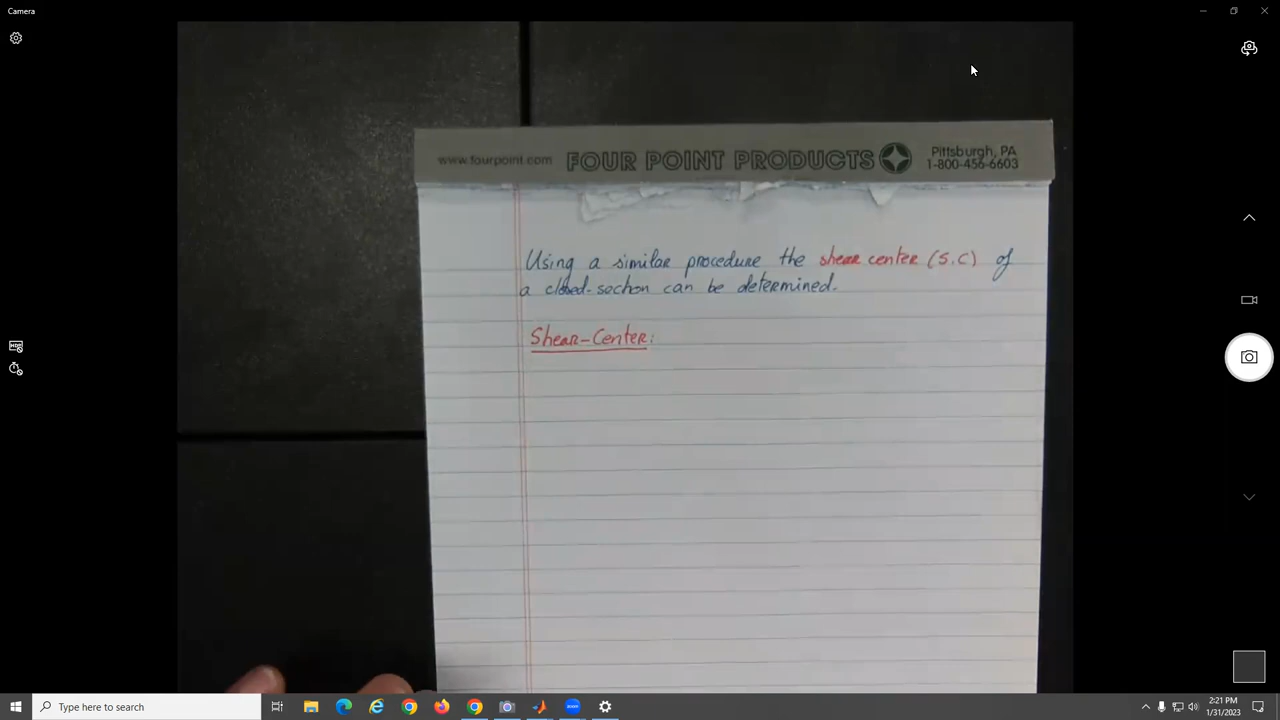 Camera
www.fourpoint.com FOUR POINT PRODUCTS Pittsburgh, PA
1-800-456-6603
Using a similar procedure the shear center (S.C) of
a closed-section can be determined.
Shear-Center:
Type here to search
2:21 PM
1/31/2023